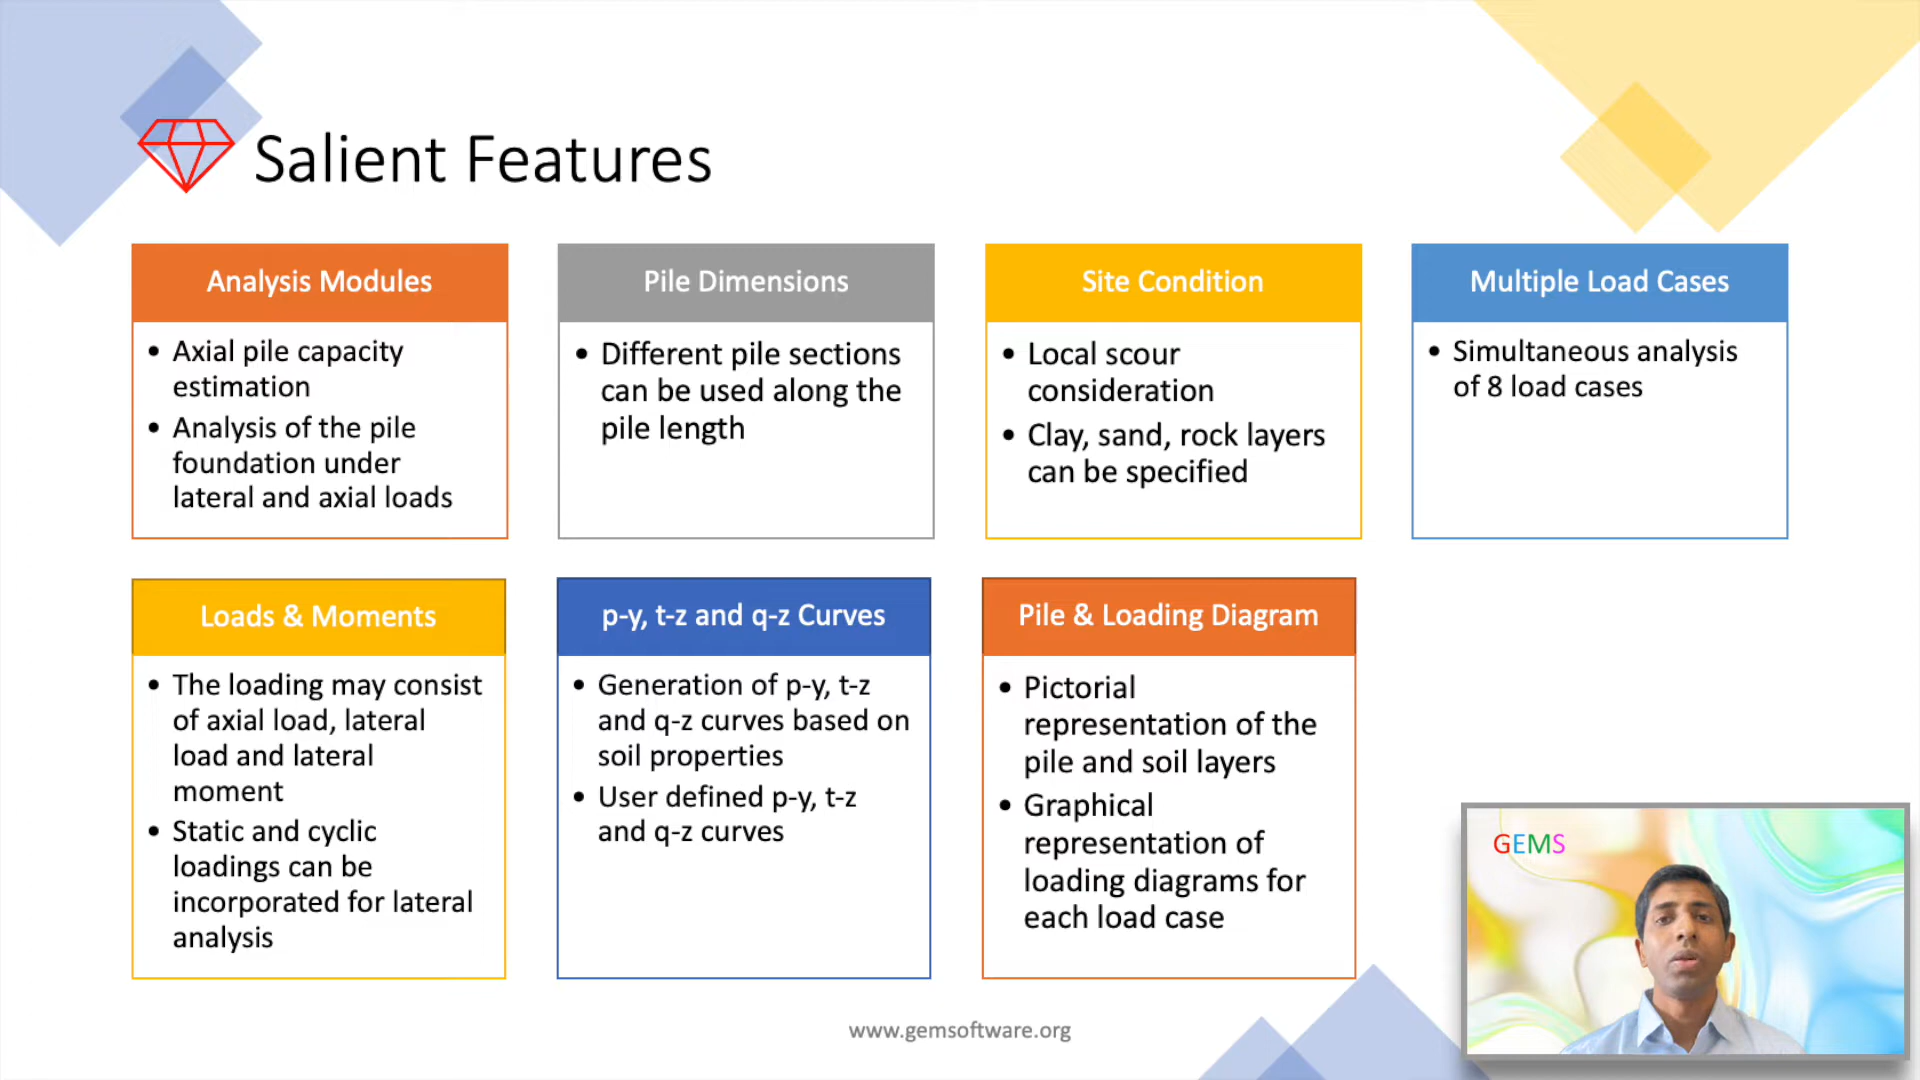 Salient Features
Analysis Modules
• Axial pile capacity
estimation
• Analysis of the pile
foundation under
lateral and axial loads
Pile Dimensions
• Different pile sections
can be used along the
pile length
Site Condition
• Local scour
consideration
• Clay, sand, rock layers
can be specified
Multiple Load Cases
• Simultaneous analysis
of 8 load cases
Loads & Moments
• The loading may consist
of axial load, lateral
load and lateral
moment
• Static and cyclic
loadings can be
incorporated for lateral
analysis
p-y, t-z and q-z Curves
• Generation of p-y, t-z
and q-z curves based on
soil properties
• User defined p-y, t-z
and q-z curves
Pile & Loading Diagram
• Pictorial
representation of the
pile and soil layers
• Graphical
representation of
loading diagrams for
each load case
GEMS
www.gemsoftware.org